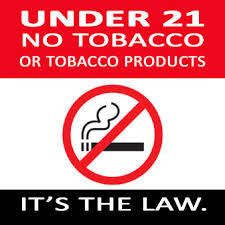 UNDER 21
NO TOBACCO
OR TOBACCO PRODUCTS
IT'S THE LAW.